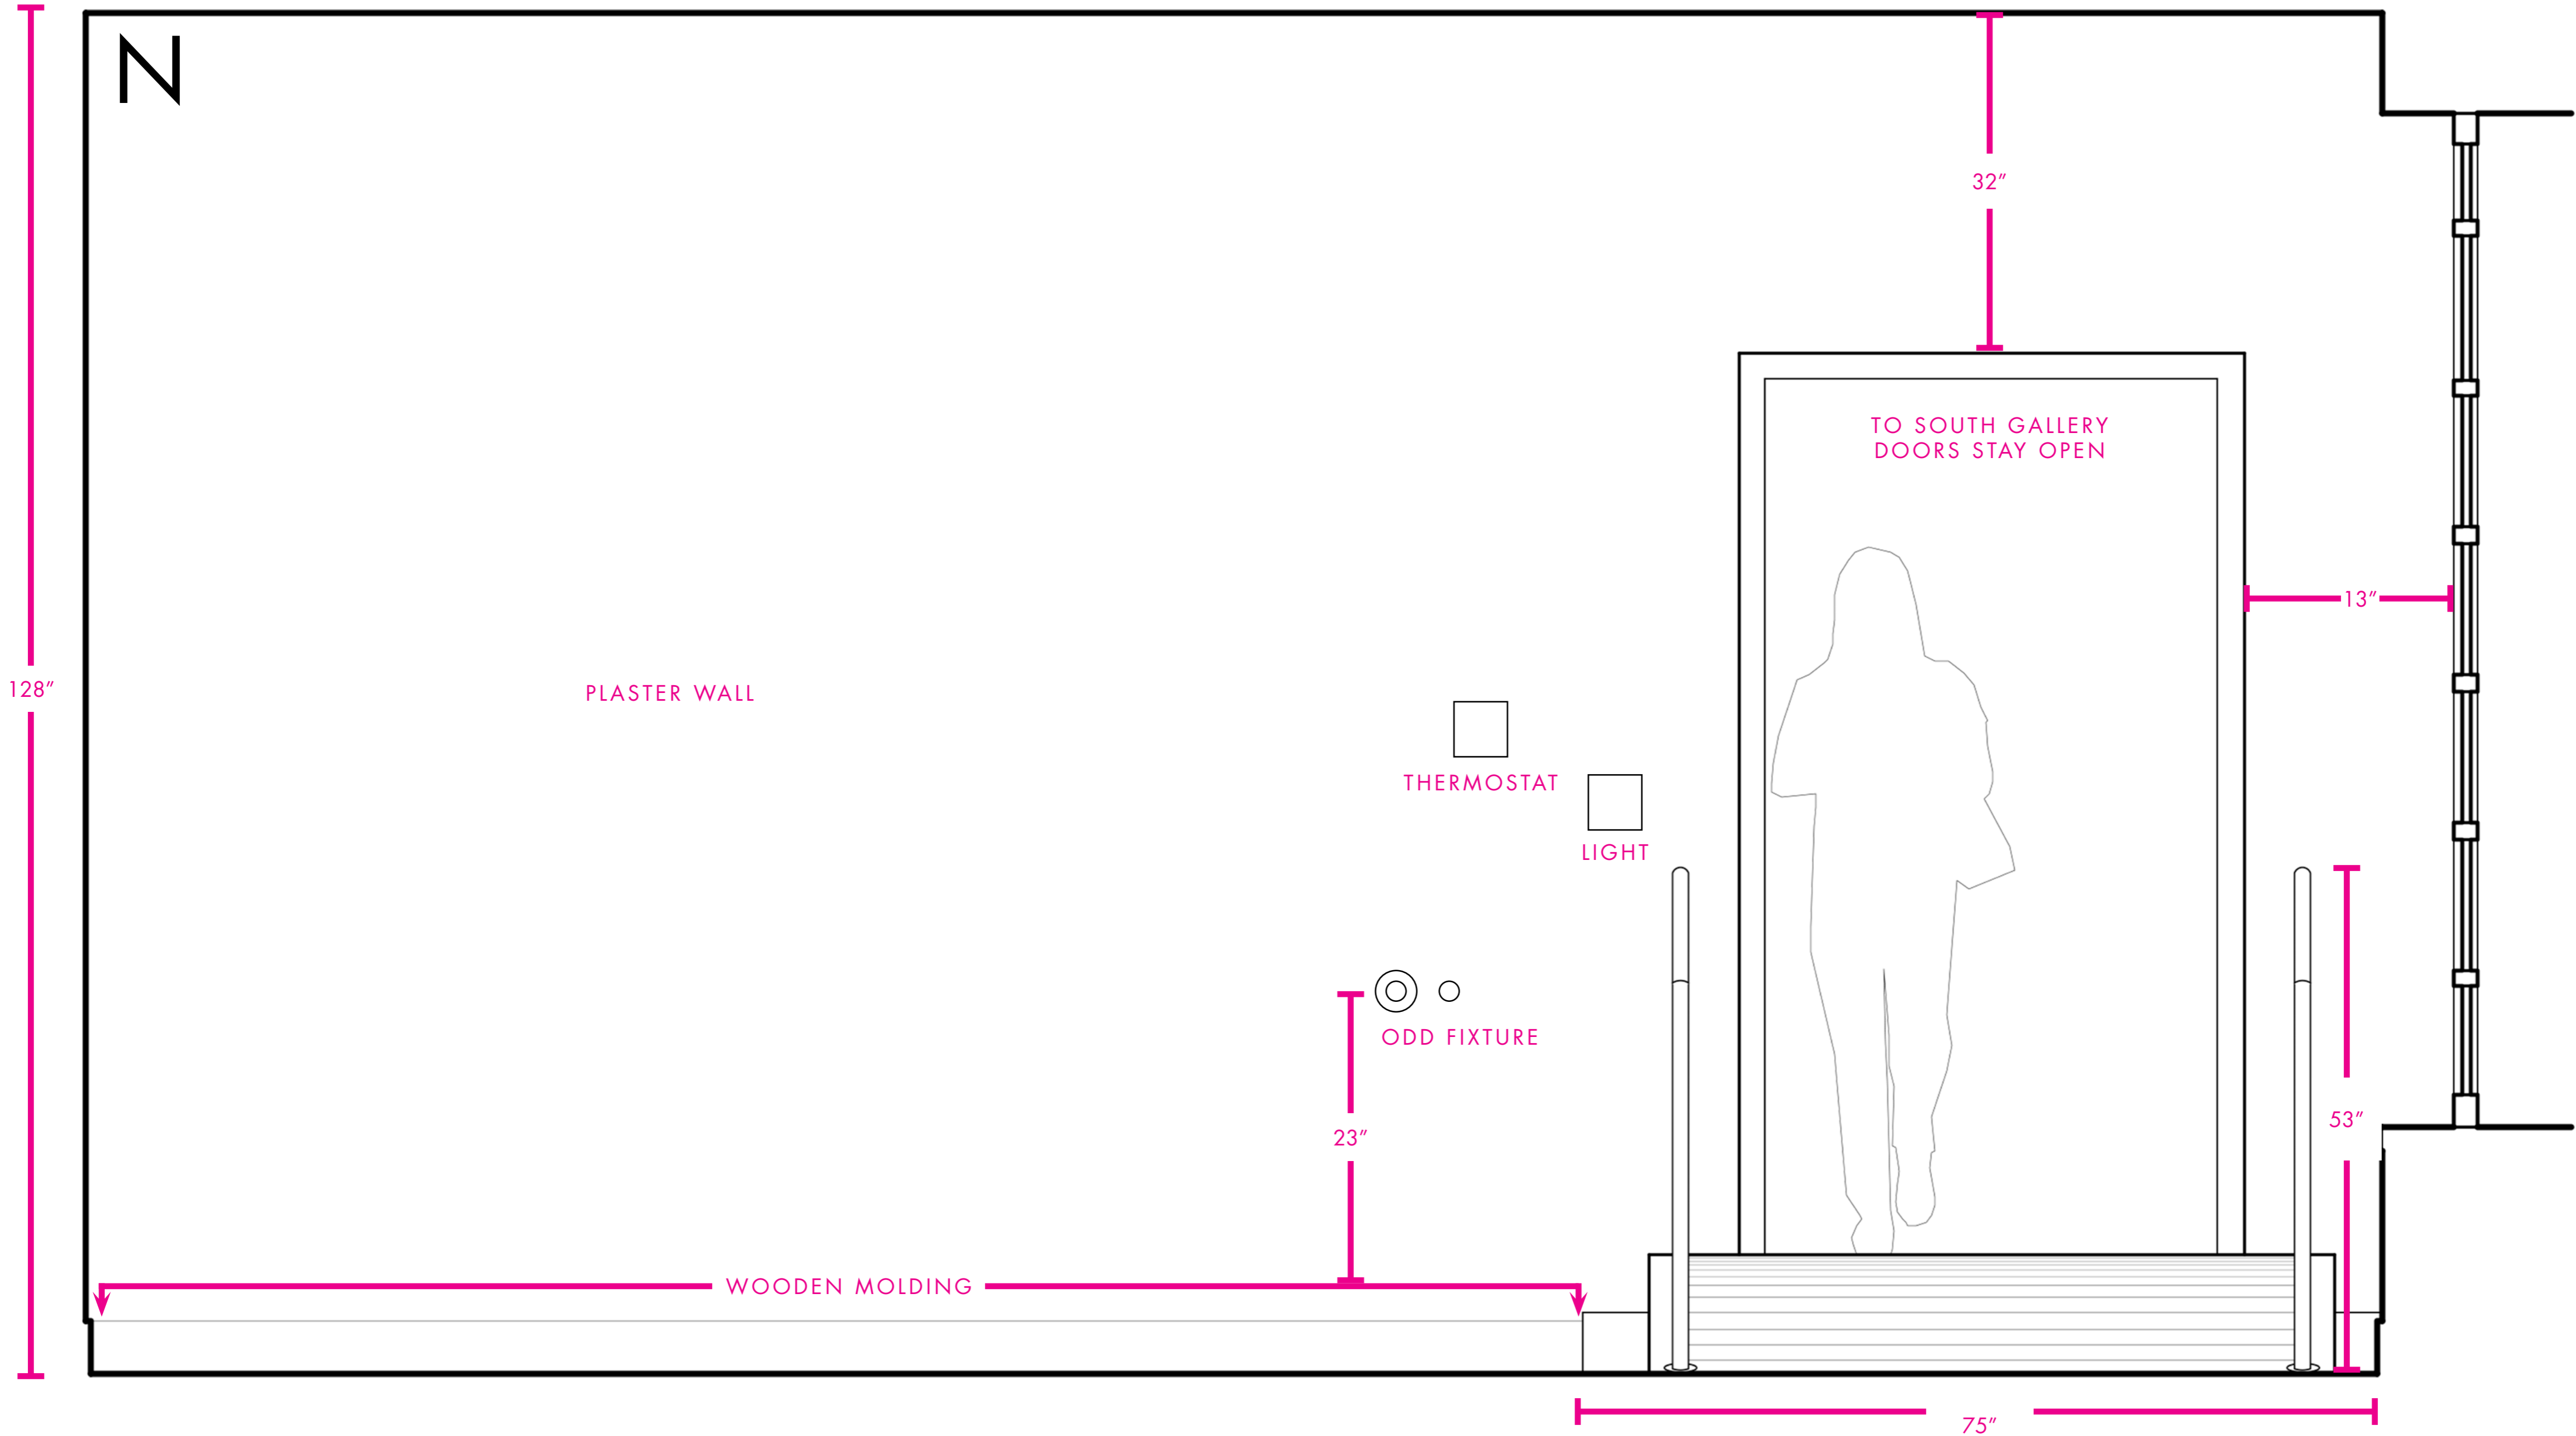 N
32″
TO SOUTH GALLERY
DOORS STAY OPEN
13″
128″
PLASTER WALL
THERMOSTAT
LIGHT
ODD FIXTURE
53″
23″
WOODEN MOLDING
75″